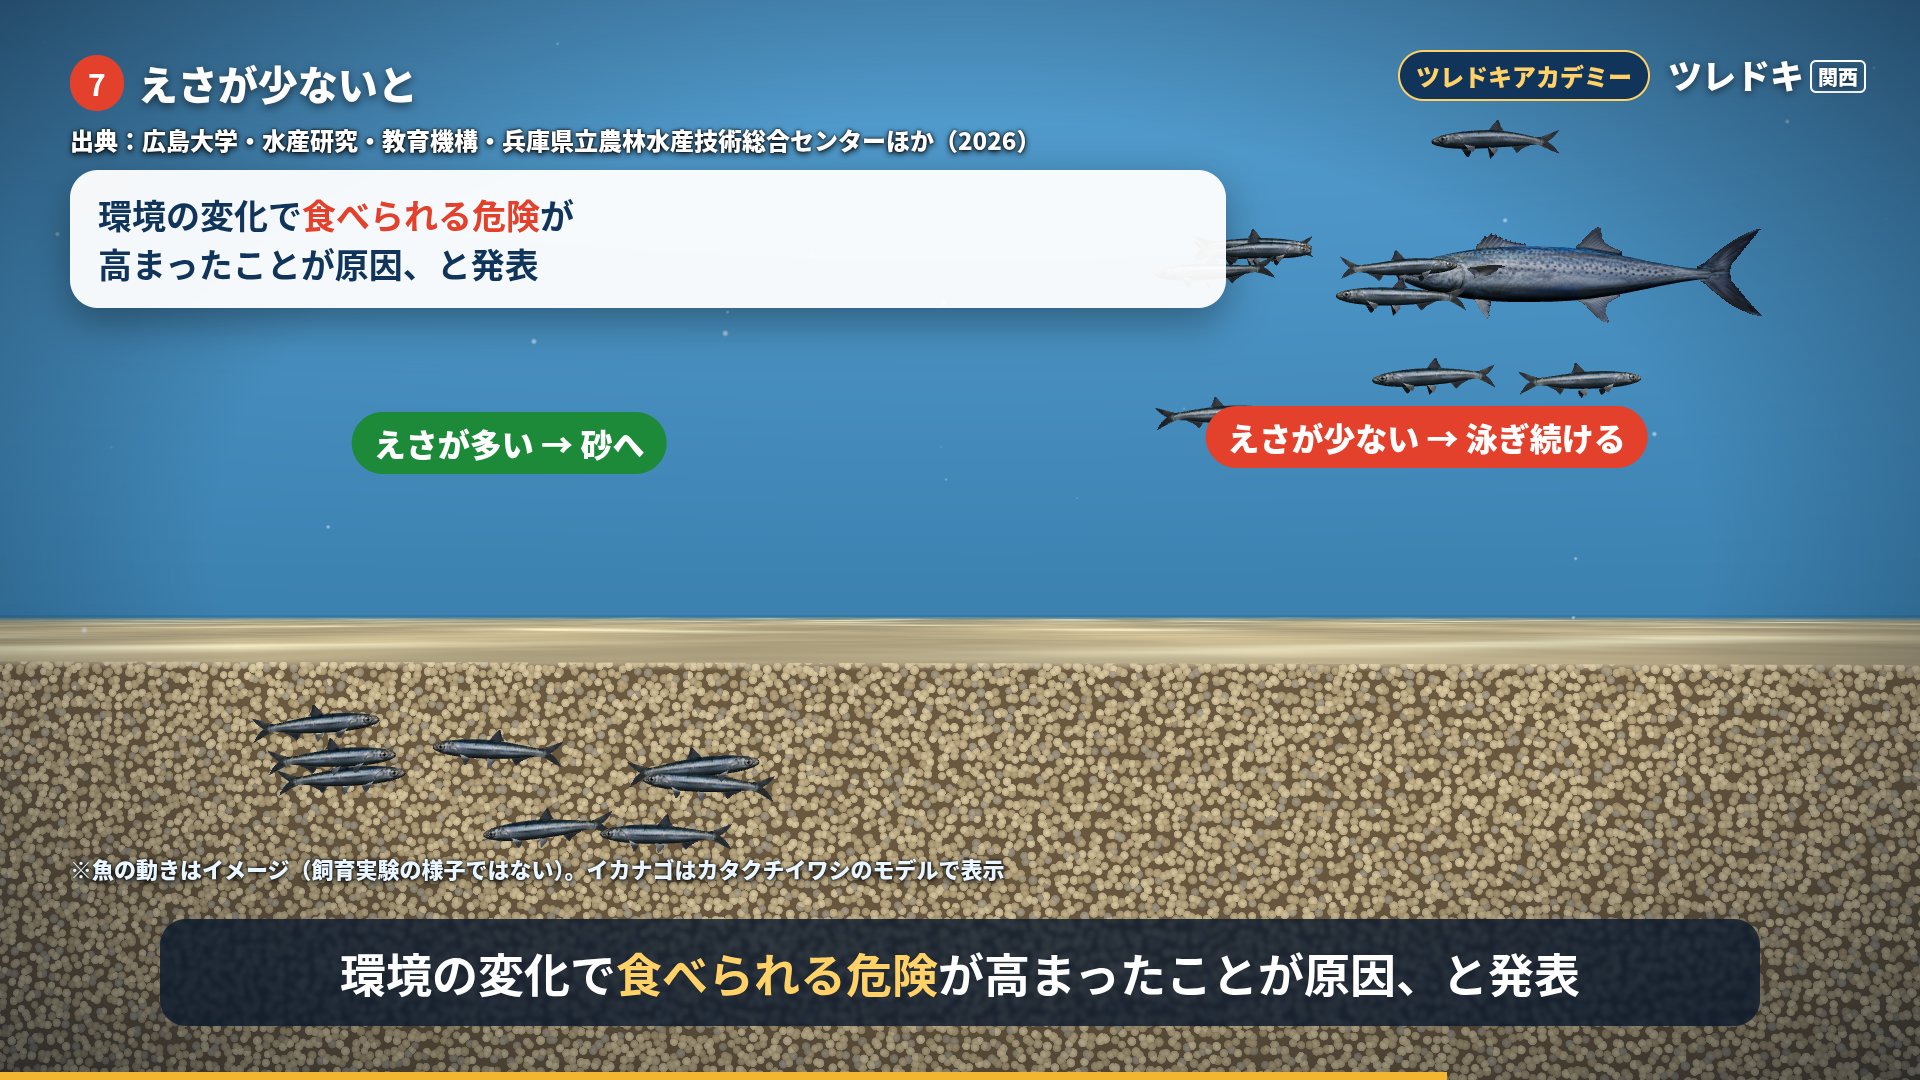 7 えさが少ないと
ツレドキアカデミー ツレドキ 関西
出典：広島大学・水産研究・教育機構・兵庫県立農林水産技術総合センターほか（2026）
環境の変化で食べられる危険が
高まったことが原因、と発表
えさが多い → 砂へ
えさが少ない → 泳ぎ続ける
※魚の動きはイメージ（飼育実験の様子ではない）。イカナゴはカタクチイワシのモデルで表示
環境の変化で食べられる危険が高まったことが原因、と発表